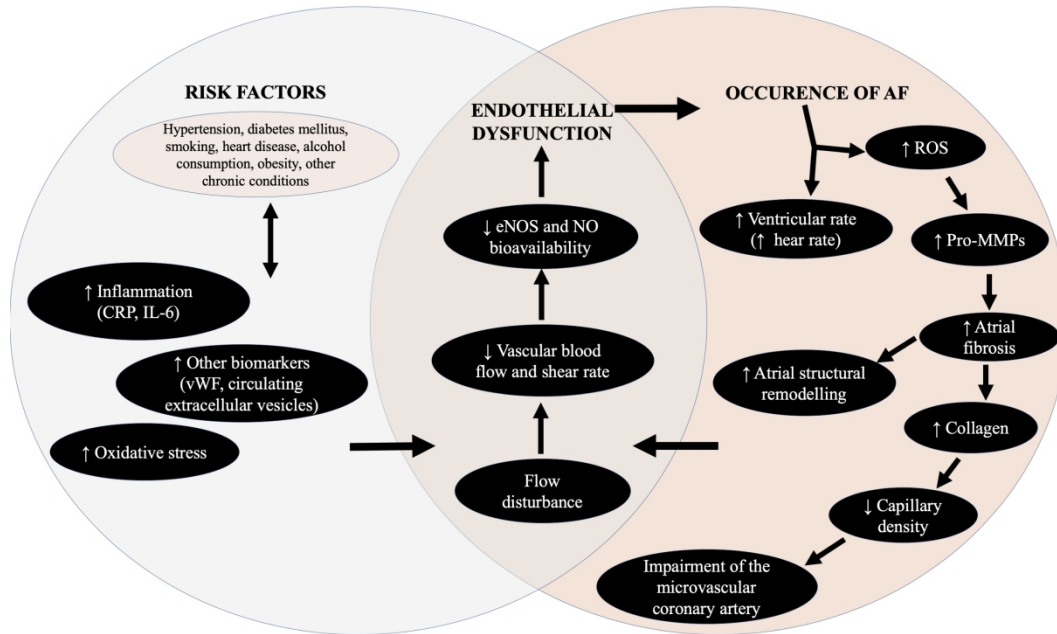 RISK FACTORS
Hypertension, diabetes mellitus,
smoking, heart disease, alcohol
consumption, obesity, other
chronic conditions
↑ Inflammation
(CRP, IL-6)
↑ Other biomarkers
(vWF, circulating
extracellular vesicles)
↑ Oxidative stress
ENDOTHELIAL
DYSFUNCTION
↓ eNOS and NO
bioavailability
↓ Vascular blood
flow and shear rate
Flow
disturbance
OCCURENCE OF AF
↑ ROS
↑ Ventricular rate
(↑ hear rate)
↑ Pro-MMPs
↑ Atrial
fibrosis
↑ Atrial structural
remodelling
↑ Collagen
↓ Capillary
density
Impairment of the
microvascular
coronary artery